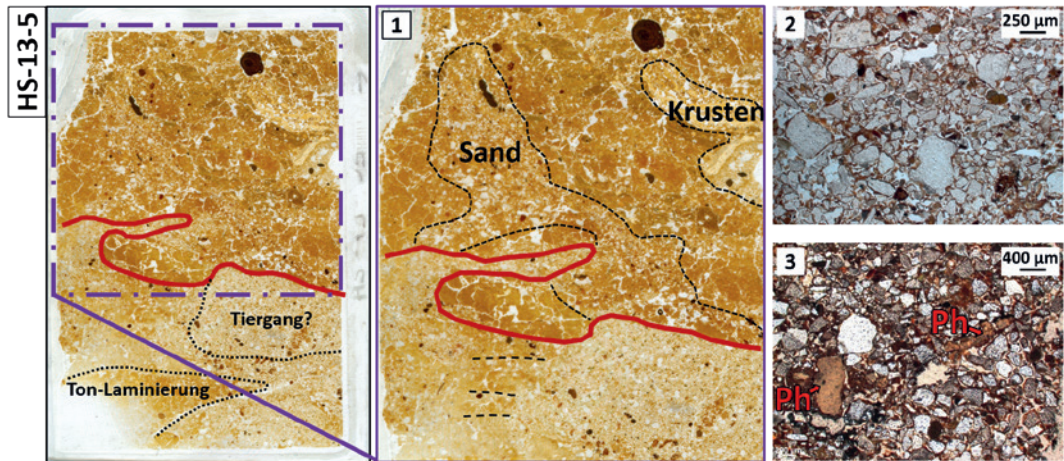 HS-13-5
Tiergang?
Ton-Laminierung
1
Sand
Krusten
2
250 µm
3
400 µm
Ph
Ph